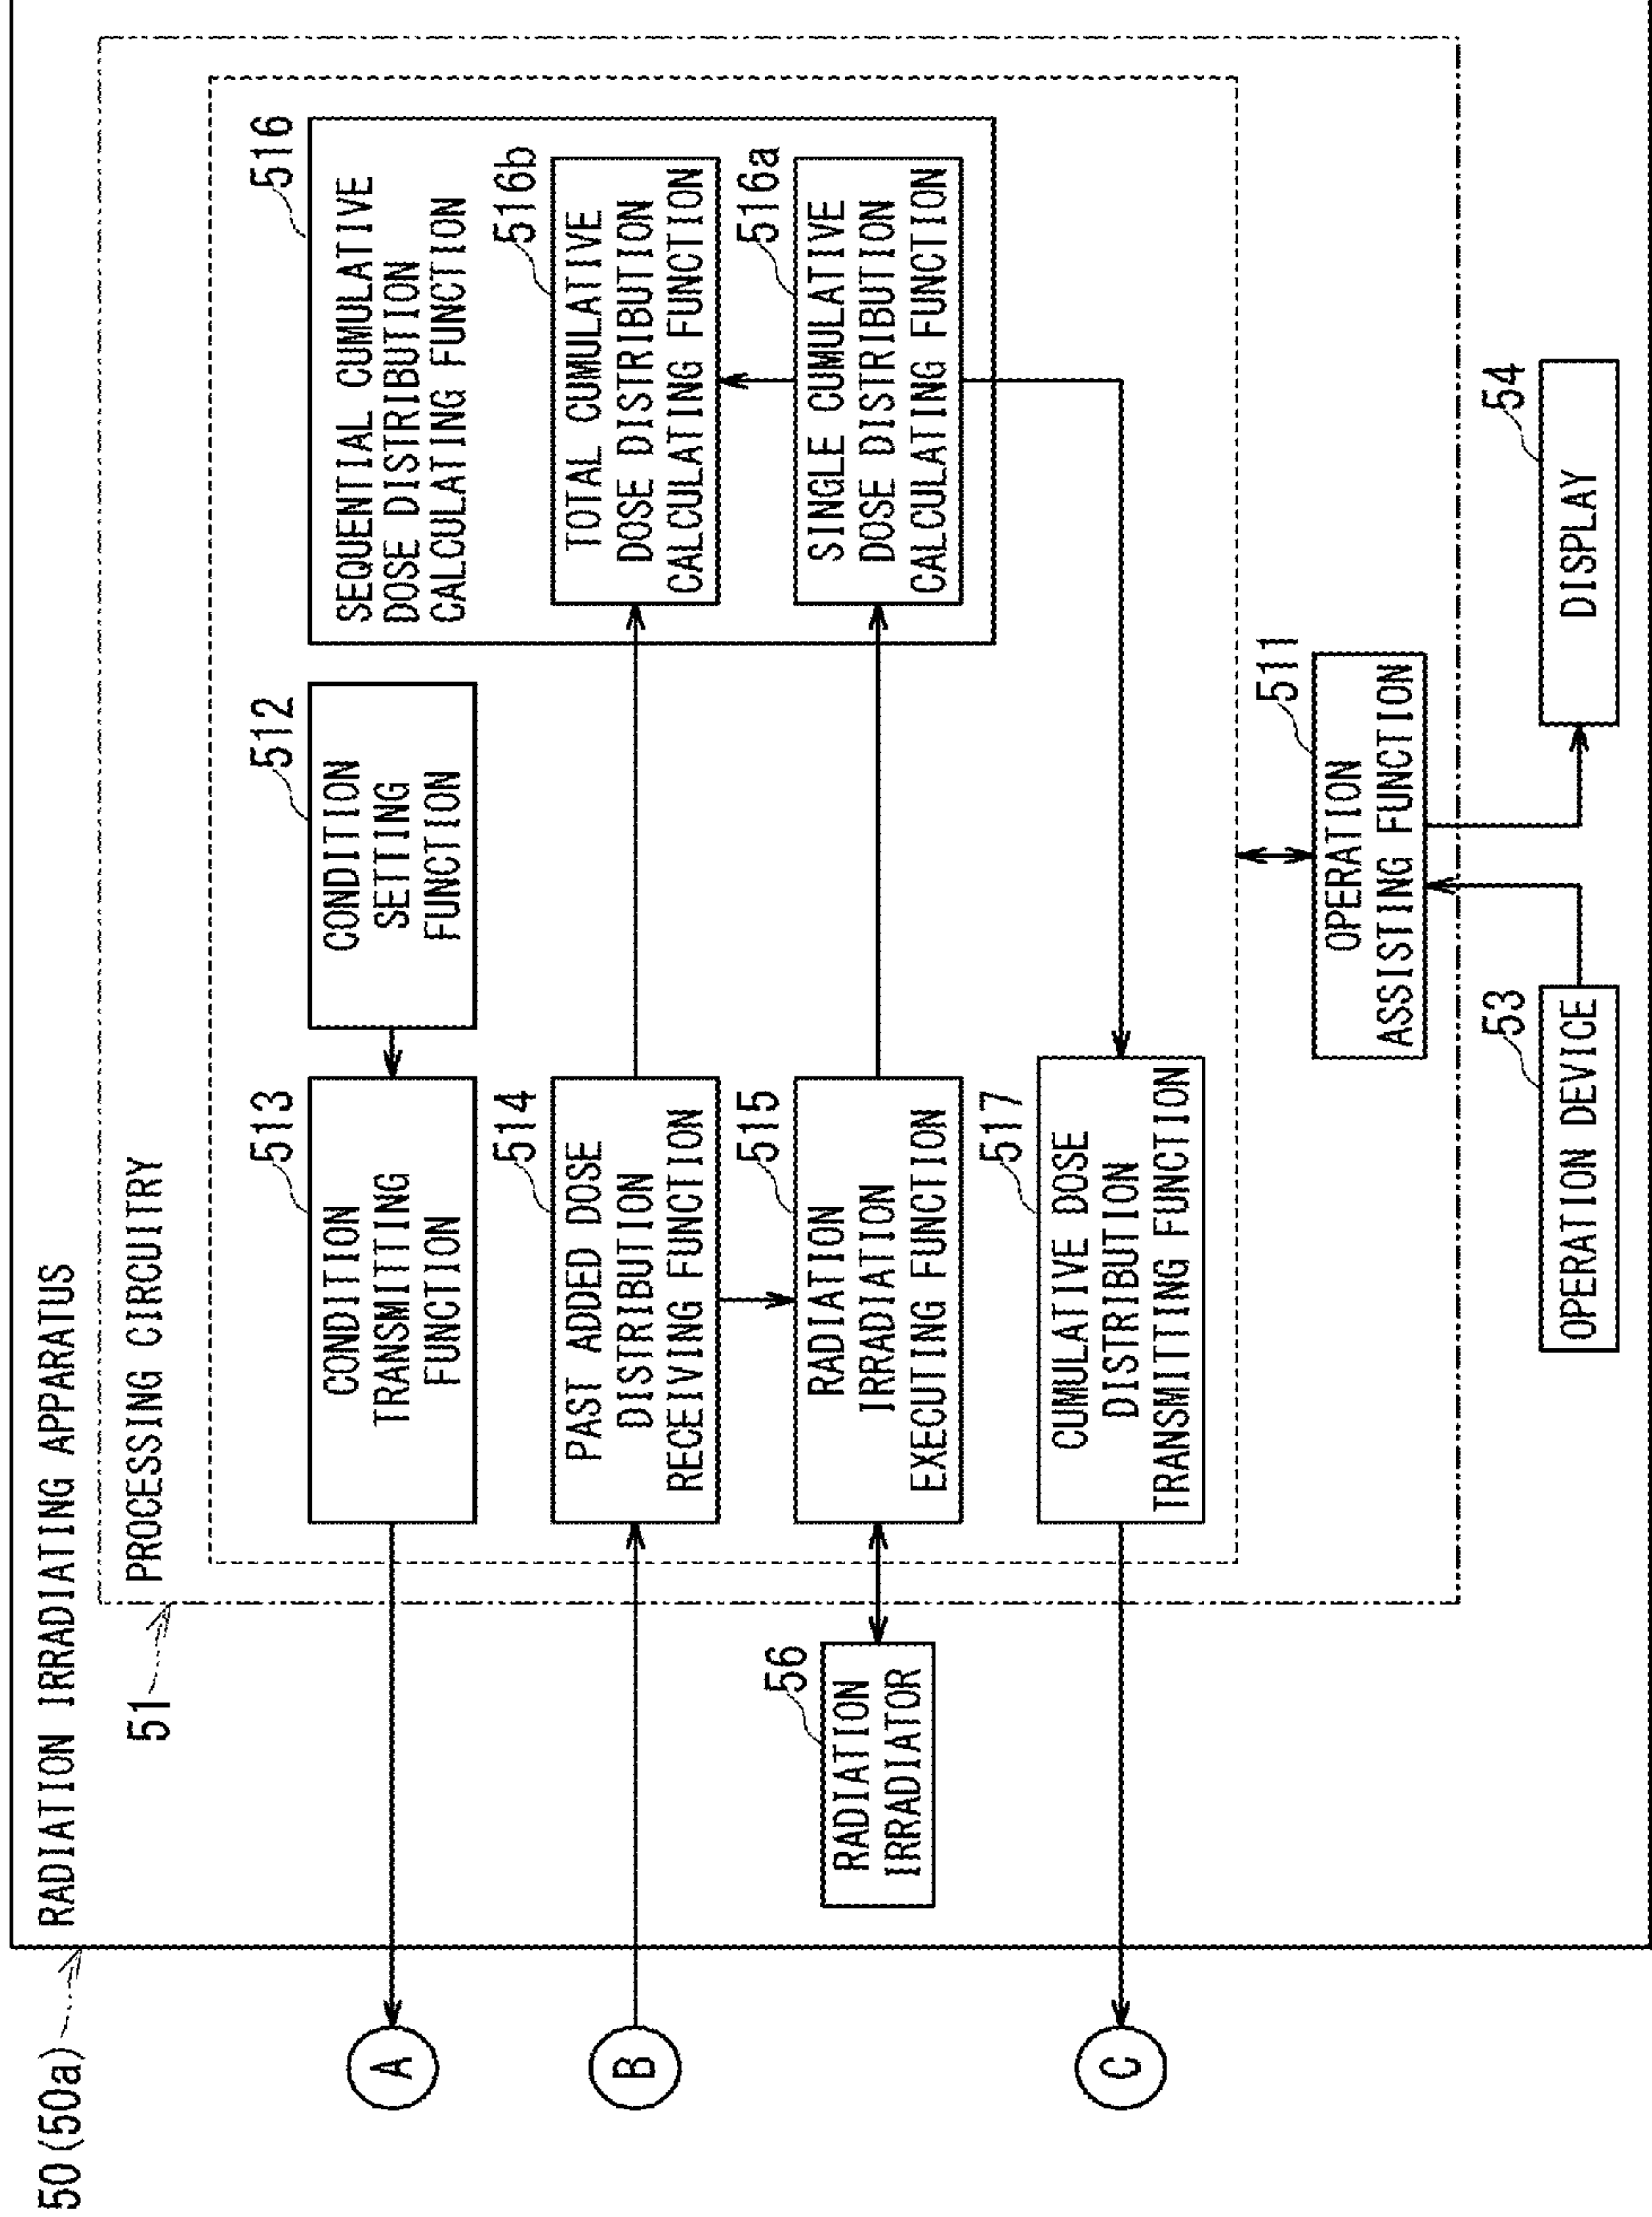 50(50a)
RADIATION IRRADIATING APPARATUS
51
PROCESSING CIRCUITRY
513
CONDITION
TRANSMITTING
FUNCTION
512
CONDITION
SETTING
FUNCTION
516
SEQUENTIAL CUMULATIVE
DOSE DISTRIBUTION
CALCULATING FUNCTION
514
PAST ADDED DOSE
DISTRIBUTION
RECEIVING FUNCTION
516b
TOTAL CUMULATIVE
DOSE DISTRIBUTION
CALCULATING FUNCTION
56
RADIATION
IRRADIATOR
515
RADIATION
IRRADIATION
EXECUTING FUNCTION
516a
SINGLE CUMULATIVE
DOSE DISTRIBUTION
CALCULATING FUNCTION
517
CUMULATIVE DOSE
DISTRIBUTION
TRANSMITTING FUNCTION
A
B
C
511
OPERATION
ASSISTING FUNCTION
53
OPERATION DEVICE
54
DISPLAY